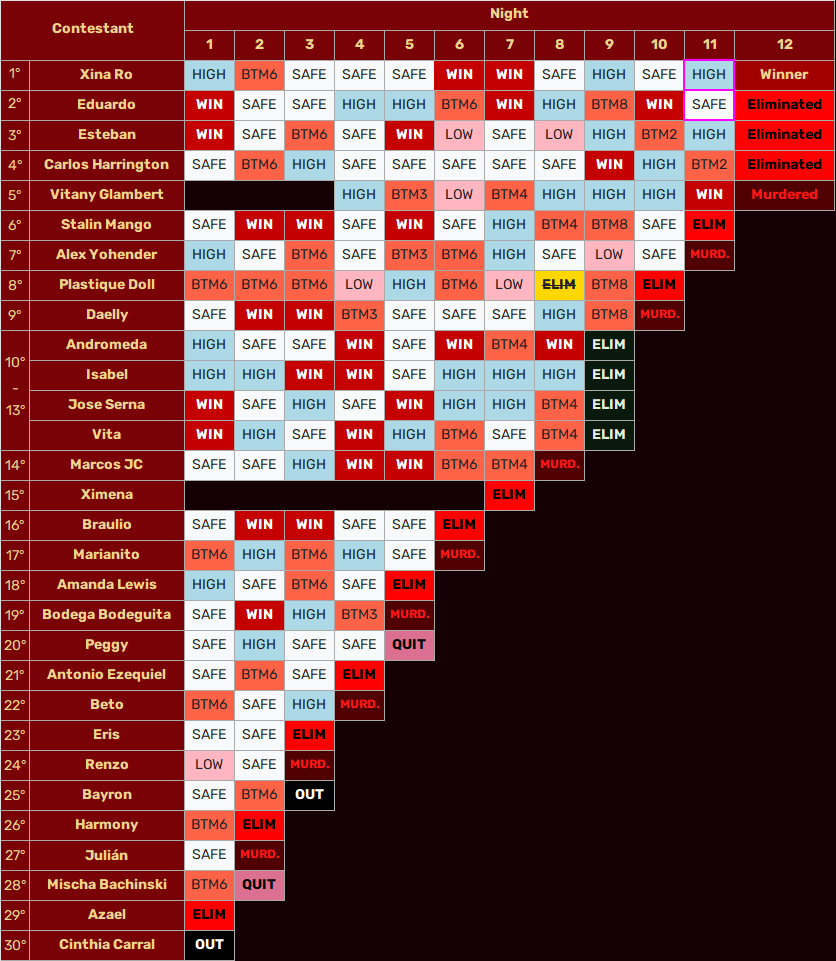 Contestant Night
1 2 3 4 5 6 7 8 9 10 11 12
1° Xina Ro HIGH BTM6 SAFE SAFE SAFE WIN WIN SAFE HIGH SAFE HIGH Winner
2° Eduardo WIN SAFE SAFE HIGH HIGH BTM6 WIN HIGH BTM8 WIN SAFE Eliminated
3° Esteban WIN SAFE BTM6 SAFE WIN LOW SAFE LOW HIGH BTM2 HIGH Eliminated
4° Carlos Harrington SAFE BTM6 HIGH SAFE SAFE SAFE SAFE SAFE WIN HIGH BTM2 Eliminated
5° Vitany Glambert HIGH BTM3 LOW BTM4 HIGH HIGH HIGH WIN Murdered
6° Stalin Mango SAFE WIN WIN SAFE WIN SAFE HIGH BTM4 BTM8 SAFE ELIM
7° Alex Yohender HIGH SAFE BTM6 SAFE BTM3 BTM6 HIGH SAFE LOW SAFE MURD.
8° Plastique Doll BTM6 BTM6 BTM6 LOW HIGH BTM6 LOW ELIM BTM8 ELIM
9° Daelly SAFE WIN WIN BTM3 SAFE SAFE SAFE HIGH BTM8 MURD.
10° - 13° Andromeda HIGH SAFE SAFE WIN SAFE WIN BTM4 WIN ELIM
Isabel HIGH HIGH WIN WIN SAFE HIGH HIGH HIGH ELIM
Jose Serna WIN SAFE HIGH SAFE WIN HIGH HIGH BTM4 ELIM
Vita WIN HIGH SAFE WIN HIGH BTM6 SAFE BTM4 ELIM
14° Marcos JC SAFE SAFE HIGH WIN WIN BTM6 BTM4 MURD.
15° Ximena ELIM
16° Braulio SAFE WIN WIN SAFE SAFE ELIM
17° Marianito BTM6 HIGH BTM6 HIGH SAFE MURD.
18° Amanda Lewis HIGH SAFE BTM6 SAFE ELIM
19° Bodega Bodeguita SAFE WIN HIGH BTM3 MURD.
20° Peggy SAFE HIGH SAFE SAFE QUIT
21° Antonio Ezequiel SAFE BTM6 SAFE ELIM
22° Beto BTM6 SAFE HIGH MURD.
23° Eris SAFE SAFE ELIM
24° Renzo LOW SAFE MURD.
25° Bayron SAFE BTM6 OUT
26° Harmony BTM6 ELIM
27° Julián SAFE MURD.
28° Mischa Bachinski BTM6 QUIT
29° Azael ELIM
30° Cinthia Carral OUT